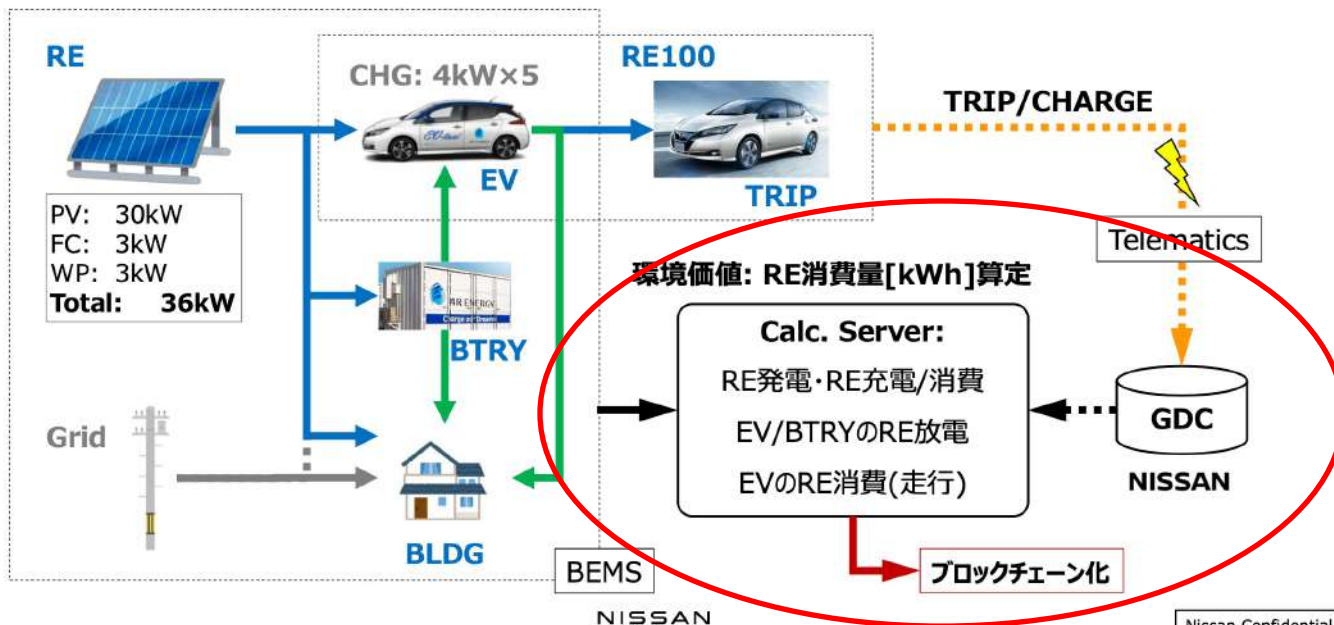 RE
CHG: 4kW×5
RE100
TRIP/CHARGE
EV
TRIP
PV: 30kW
FC: 3kW
WP: 3kW
Total: 36kW
Telematics
環境価値: RE消費量[kWh]算定
BTRY
Calc. Server:
RE発電・RE充電/消費
EV/BTRYのRE放電
EVのRE消費(走行)
GDC
NISSAN
Grid
BLDG
BEMS
ブロックチェーン化
NISSAN
Nissan Confidential